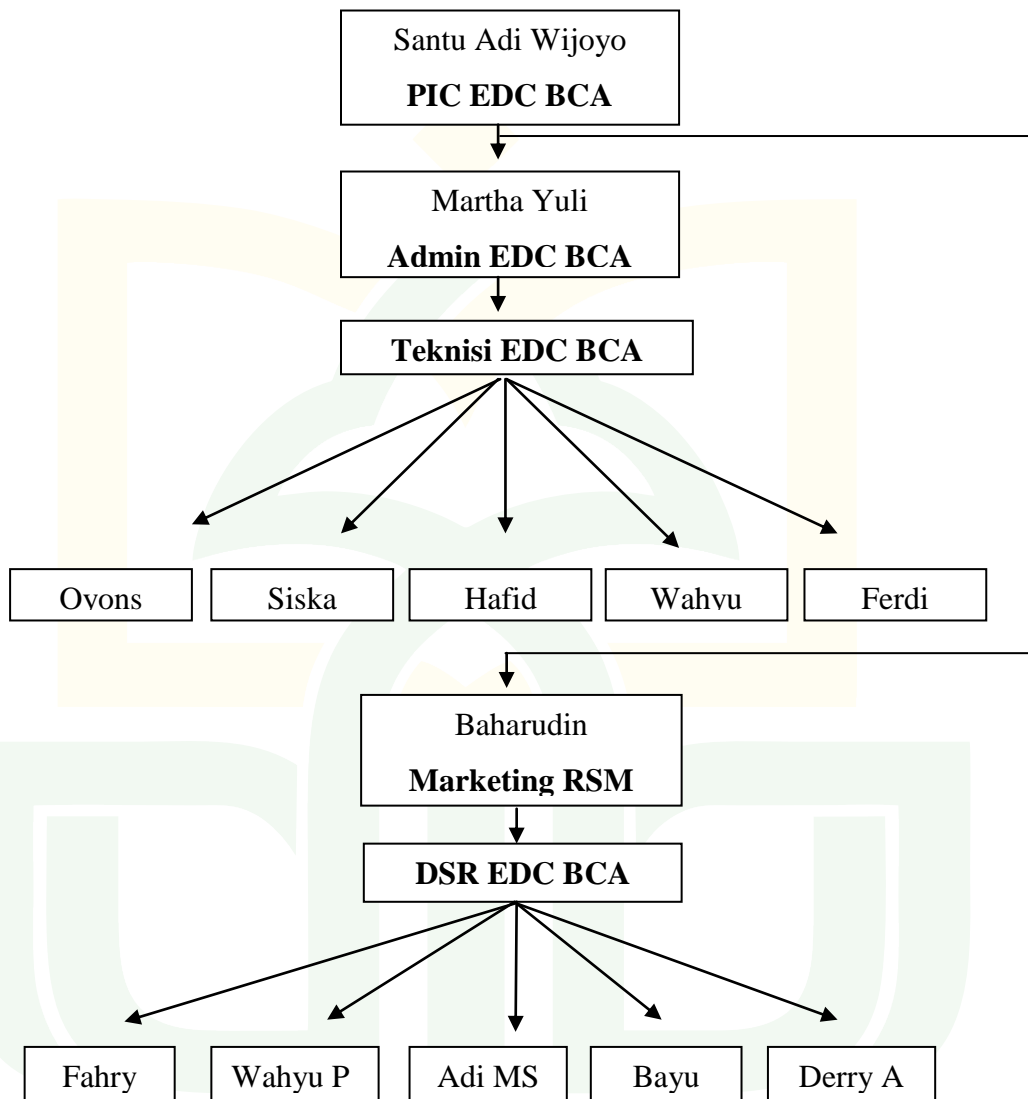 Santu Adi Wijoyo
PIC EDC BCA
Martha Yuli
Admin EDC BCA
Teknisi EDC BCA
Ovons
Siska
Hafid
Wahyu
Ferdi
Baharudin
Marketing RSM
DSR EDC BCA
Fahry
Wahyu P
Adi MS
Bayu
Derry A